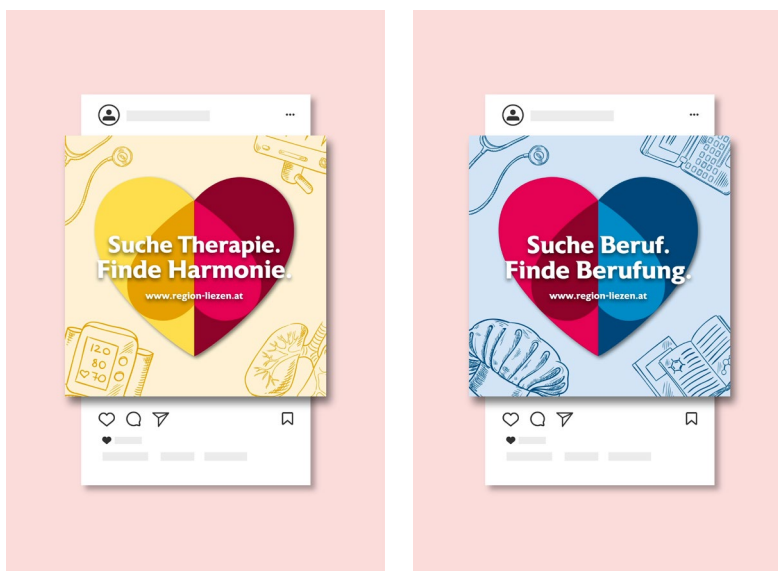 Suche Therapie.
Finde Harmonie.
www.region-liezen.at
120
80
70
Suche Beruf.
Finde Berufung.
www.region-liezen.at